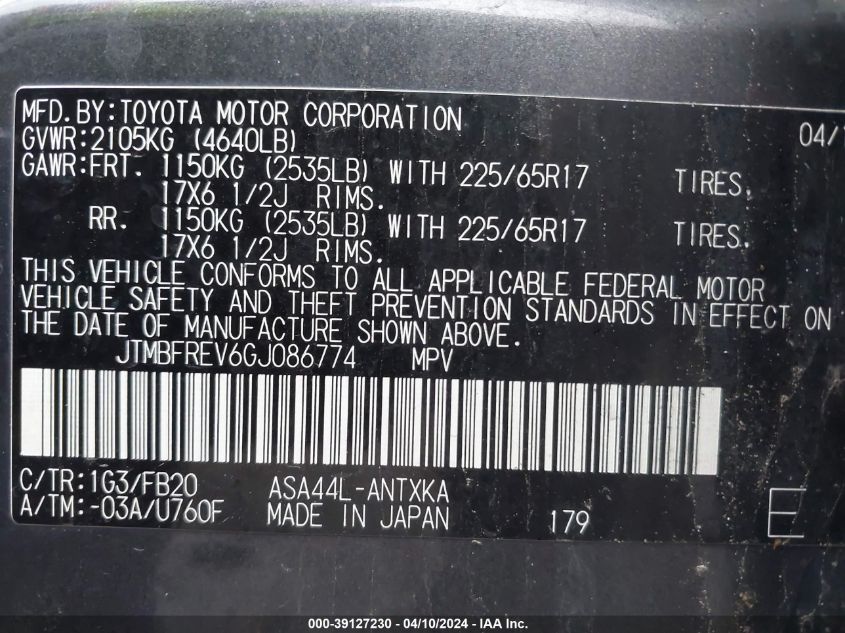 MFD.BY:TOYOTA MOTOR CORPORATION 04/
GVWR:2105KG (4640LB)
GAWR:FRT. 1150KG (2535LB) WITH 225/65R17 TIRES,
17X6 1/2J RIMS.
RR. 1150KG (2535LB) WITH 225/65R17 TIRES.
17X6 1/2J RIMS.
THIS VEHICLE CONFORMS TO ALL APPLICABLE FEDERAL MOTOR
VEHICLE SAFETY AND THEFT PREVENTION STANDARDS IN EFFECT ON
THE DATE OF MANUFACTURE SHOWN ABOVE.
JTMBFREV6GJ086774 MPV
C/TR:1G3/FB20 ASA44L-ANTXKA
A/TM:-03A/U760F MADE IN JAPAN 179 E
000-39127230 - 04/10/2024 - IAA Inc.